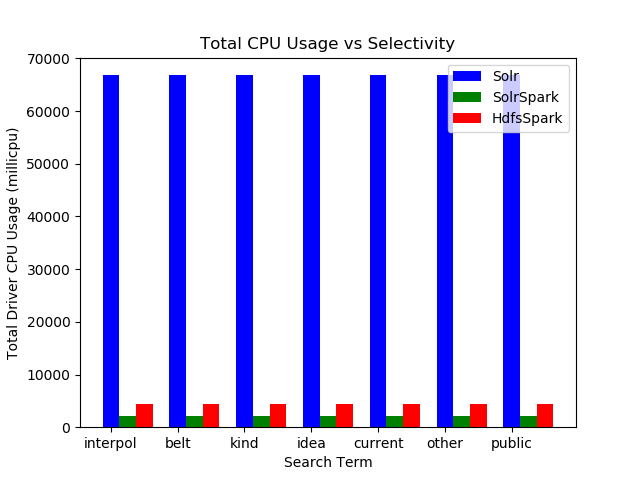 Total CPU Usage vs Selectivity
Total Driver CPU Usage (millicpu)
70000
60000
50000
40000
30000
20000
10000
0
Solr
SolrSpark
HdfsSpark
interpol belt kind idea current other public
Search Term